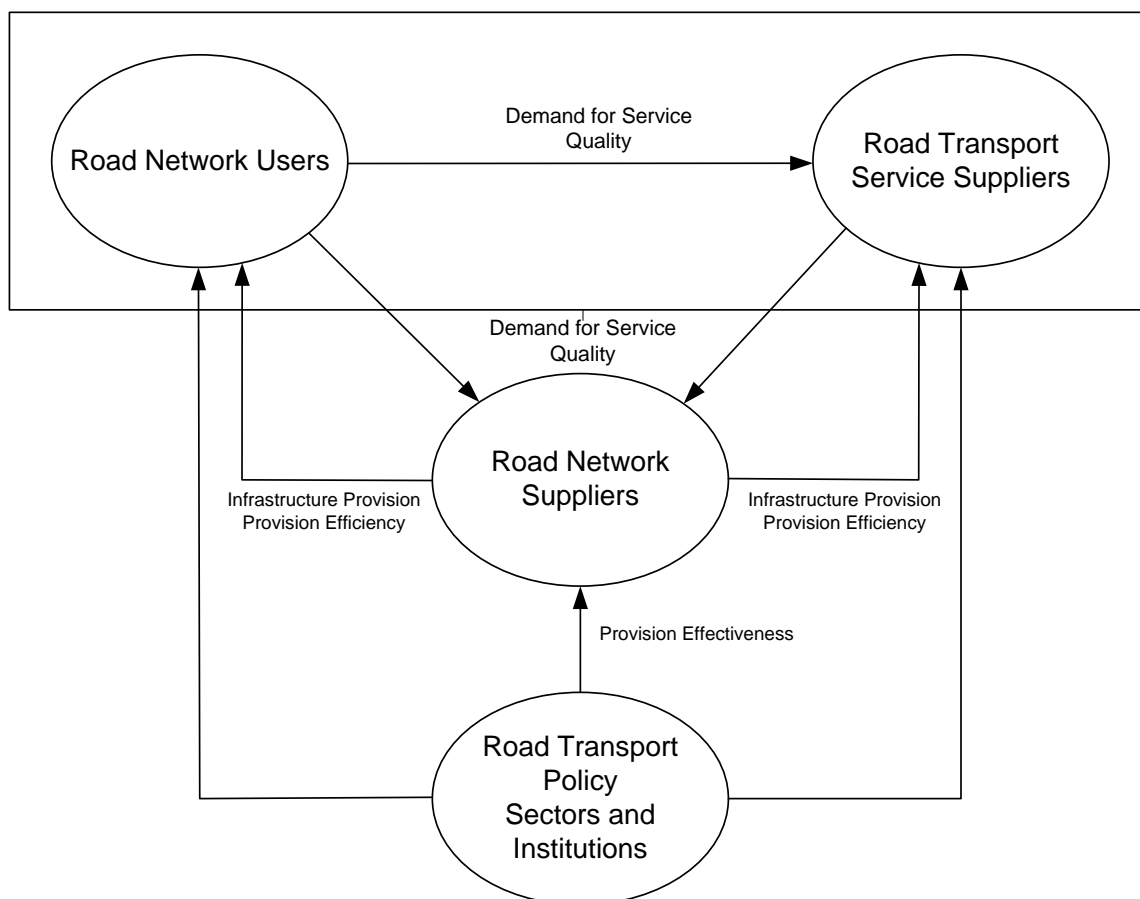 Demand for Service
Quality
Road Network Users
Road Transport
Service Suppliers
Demand for Service
Quality
Road Network
Suppliers
Infrastructure Provision
Provision Efficiency
Infrastructure Provision
Provision Efficiency
Provision Effectiveness
Road Transport
Policy
Sectors and
Institutions